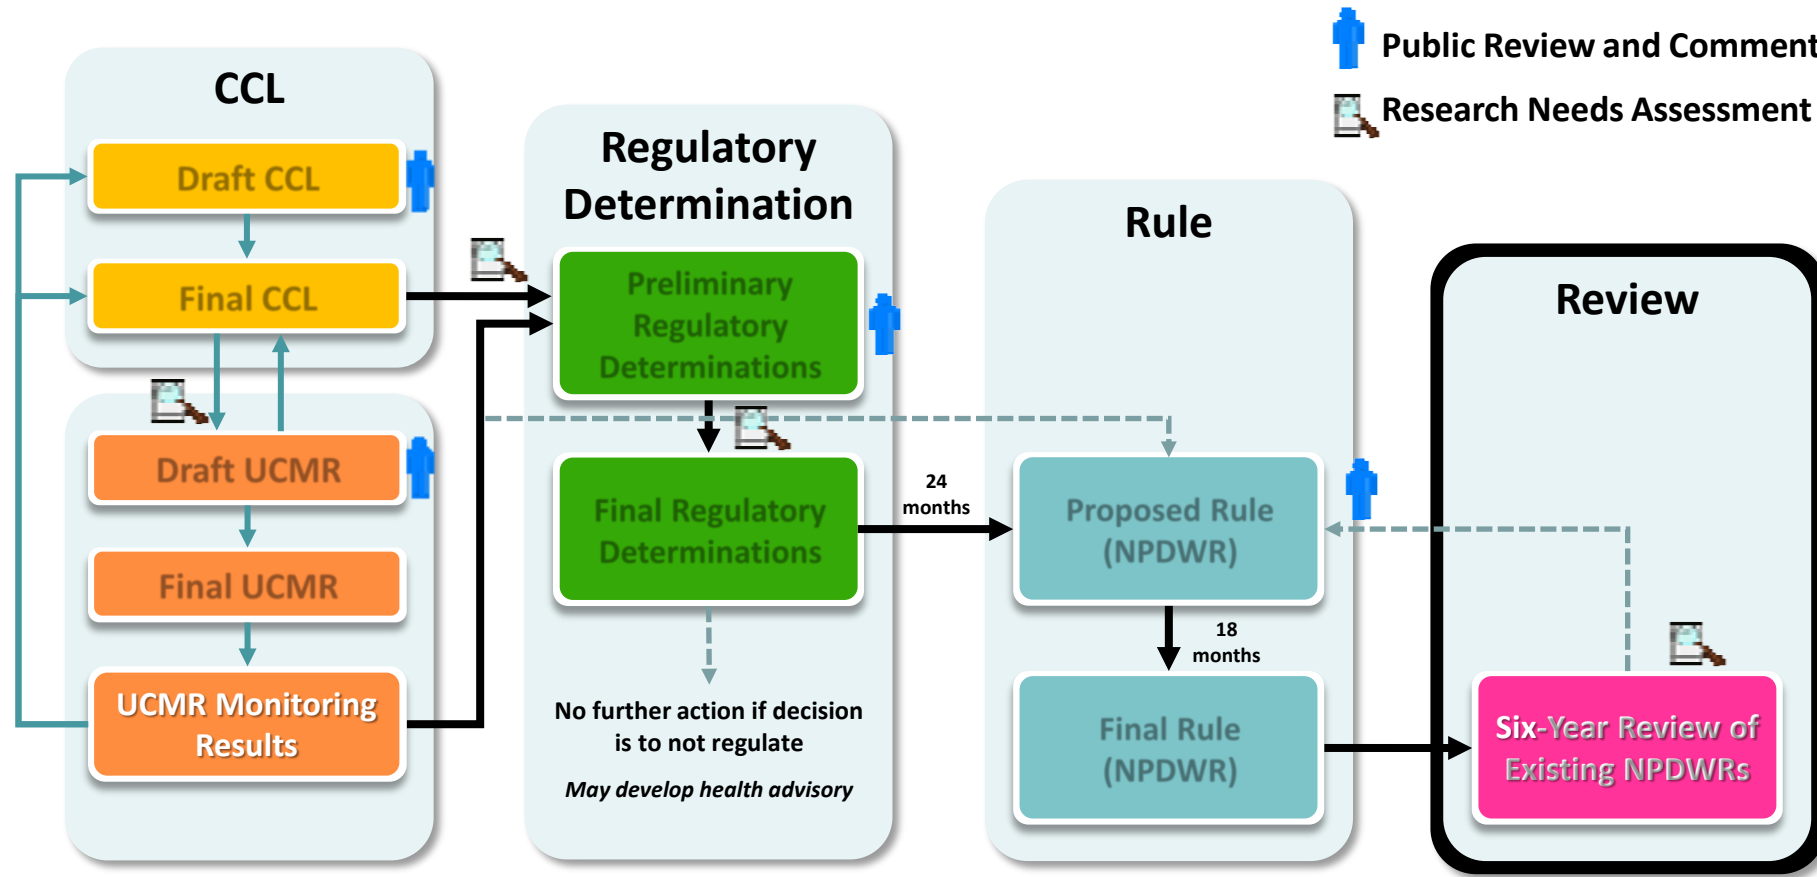 Public Review and Comment
Research Needs Assessment
CCL
Draft CCL
Final CCL
Draft UCMR
Final UCMR
UCMR Monitoring
Results
Regulatory
Determination
Preliminary
Regulatory
Determinations
Final Regulatory
Determinations
No further action if decision
is to not regulate
May develop health advisory
24
months
Rule
Proposed Rule
(NPDWR)
18
months
Final Rule
(NPDWR)
Review
Six-Year Review of
Existing NPDWRs